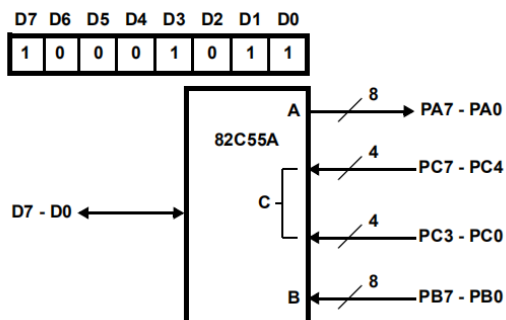 D7 D6 D5 D4 D3 D2 D1 D0
1 0 0 0 1 0 1 1
A 8 PA7 - PA0
82C55A
4 PC7 - PC4
C
D7 - D0
4 PC3 - PC0
B 8 PB7 - PB0